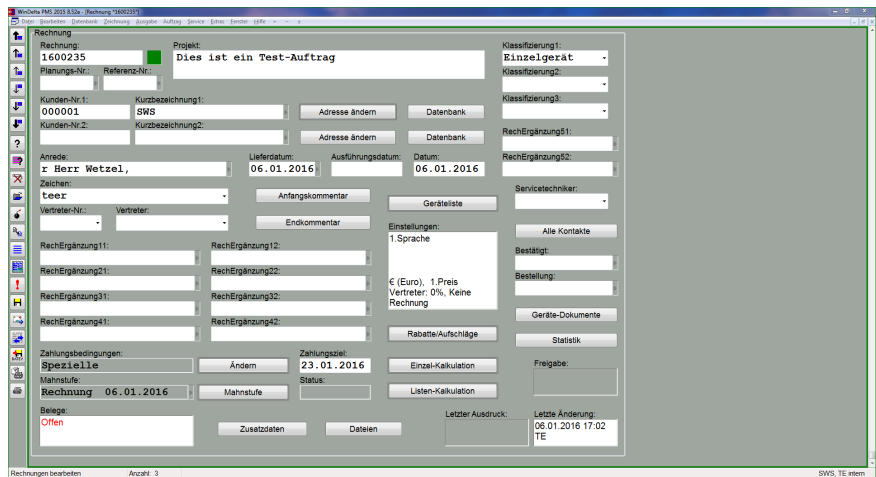 WinDelta PMS 2015 8.52a - [Rechnung *1600235*]
Datei Bearbeiten Datenbank Zeichnung Ausgabe Auftrag Service Extras Fenster Hilfe + - =
Rechnung
Rechnung: Projekt: Klassifizierung1:
1600235 Dies ist ein Test-Auftrag Einzelgerät
Planungs-Nr.: Referenz-Nr.: Klassifizierung2:
Kunden-Nr.1: Kurzbezeichnung1: Klassifizierung3:
000001 SWS Adresse ändern Datenbank
Kunden-Nr.2: Kurzbezeichnung2: RechErgänzung51:
Adresse ändern Datenbank
Anrede: Lieferdatum: Ausführungsdatum: Datum: RechErgänzung52:
r Herr Wetzel, 06.01.2016 06.01.2016
Zeichen: Servicetechniker:
teer Anfangskommentar Geräteliste
Vertreter-Nr.: Vertreter: Endkommentar
Einstellungen: Alle Kontakte
1.Sprache
RechErgänzung11: RechErgänzung12: Bestätigt:
RechErgänzung21: RechErgänzung22: Bestellung:
€ (Euro), 1.Preis
Vertreter: 0%, Keine
Rechnung
RechErgänzung31: RechErgänzung32: Geräte-Dokumente
RechErgänzung41: RechErgänzung42: Rabatte/Aufschläge Statistik
Zahlungsbedingungen: Zahlungsziel:
Spezielle Ändern 23.01.2016 Einzel-Kalkulation Freigabe:
Mahnstufe: Status:
Rechnung 06.01.2016 Mahnstufe Listen-Kalkulation
Belege: Letzter Ausdruck: Letzte Änderung:
Offen Zusatzdaten Dateien 06.01.2016 17:02
TE
Rechnungen bearbeiten Anzahl: 3 SWS, TE intern